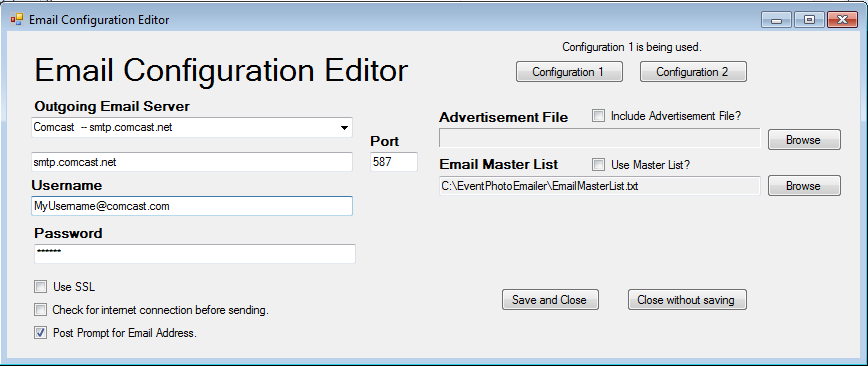 Email Configuration Editor
Configuration 1 is being used.
Email Configuration Editor
Configuration 1
Configuration 2
Outgoing Email Server
Comcast -- smtp.comcast.net
smtp.comcast.net
Port
587
Username
MyUsername@comcast.com
Password
******
Use SSL
Check for internet connection before sending.
Post Prompt for Email Address.
Advertisement File
Include Advertisement File?
Browse
Email Master List
Use Master List?
C:\EventPhotoEmailer\EmailMasterList.txt
Browse
Save and Close
Close without saving